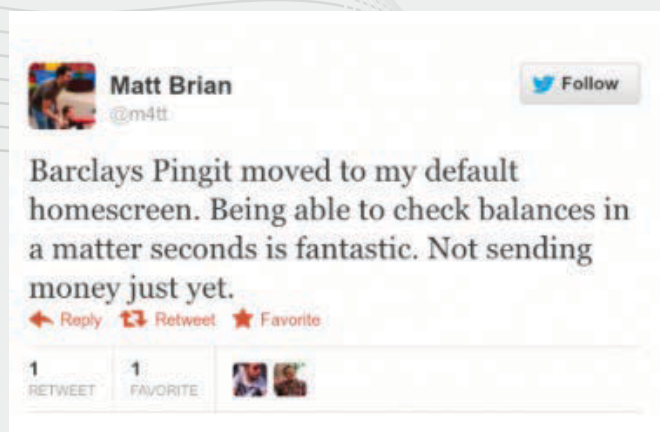 Matt Brian
@m4tt
Follow
Barclays Pingit moved to my default
homescreen. Being able to check balances in
a matter seconds is fantastic. Not sending
money just yet.
Reply Retweet Favorite
1 1
RETWEET FAVORITE